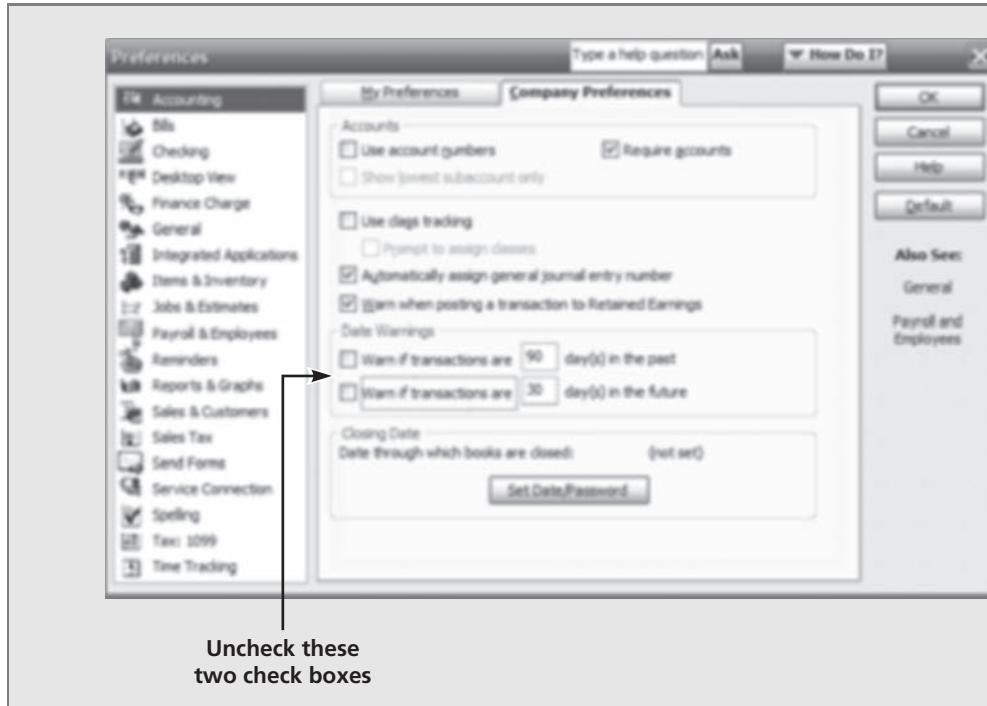 Preferences
Type a help question Ask How Do I?
Accounting
Bills
Checking
Desktop View
Finance Charge
General
Integrated Applications
Items & Inventory
Jobs & Estimates
Payroll & Employees
Reminders
Reports & Graphs
Sales & Customers
Sales Tax
Send Forms
Service Connection
Spelling
Tax: 1099
Time Tracking
My Preferences Company Preferences
Accounts
Use account numbers Require accounts
Show lowest subaccount only
Use class tracking
Prompt to assign classes
Automatically assign general journal entry number
Warn when posting a transaction to Retained Earnings
Date Warnings
Warn if transactions are 90 day(s) in the past
Warn if transactions are 30 day(s) in the future
Closing Date
Date through which books are closed: (not set)
Set Date/Password
OK
Cancel
Help
Default
Also See:
General
Payroll and
Employees
Uncheck these
two check boxes